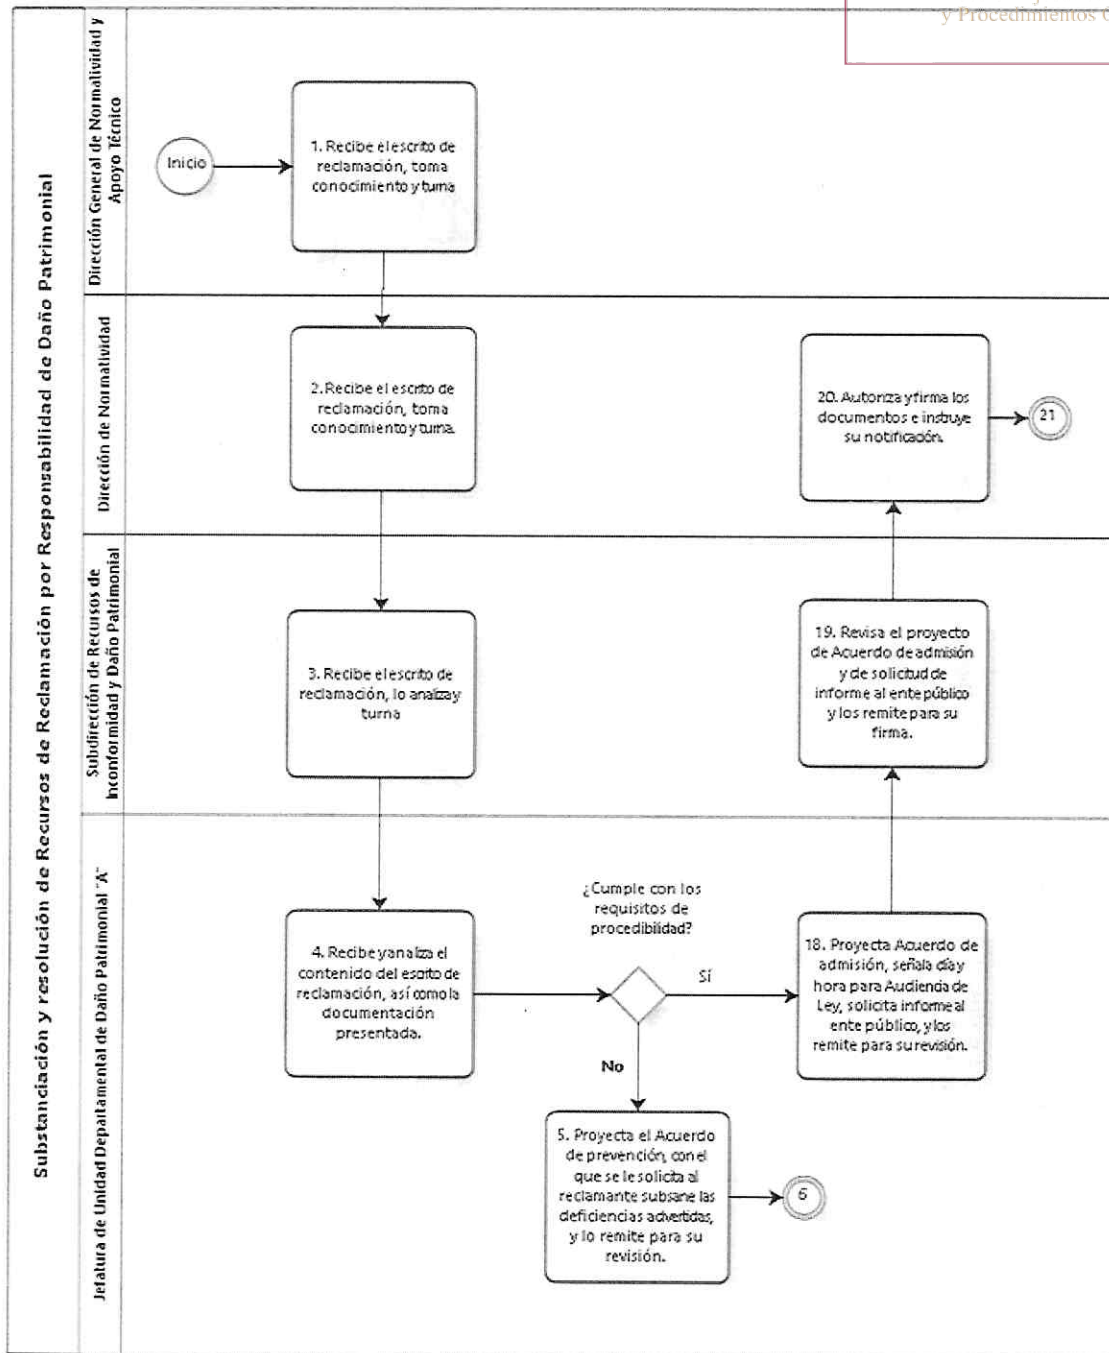 y Procedimientos
Substanciación y resolución de Recursos de Reclamación por Responsabilidad de Daño Patrimonial
Dirección General de Normatividad y
Apoyo Técnico
Inicio
1. Recibe el escrito de
reclamación, toma
conocimiento y turna
Dirección de Normatividad
2. Recibe el escrito de
reclamación, toma
conocimiento y turna.
20. Autoriza y firma los
documentos e instruye
su notificación.
21
Subdirección de Recursos de
Inconformidad y Daño Patrimonial
3. Recibe el escrito de
reclamación, lo analiza y
turna
19. Revisa el proyecto
de Acuerdo de admisión
y de solicitud de
informe al ente público
y los remite para su
firma.
Jefatura de Unidad Departamental de Daño Patrimonial "A"
4. Recibe y analiza el
contenido del escrito de
reclamación, así como la
documentación
presentada.
¿Cumple con los
requisitos de
procedibilidad?
Sí
No
18. Proyecta Acuerdo de
admisión, señala día y
hora para Audiencia de
Ley, solicita informe al
ente público, y los
remite para su revisión.
5. Proyecta el Acuerdo
de prevención, con el
que se le solicita al
reclamante subsane las
deficiencias advertidas,
y lo remite para su
revisión.
6